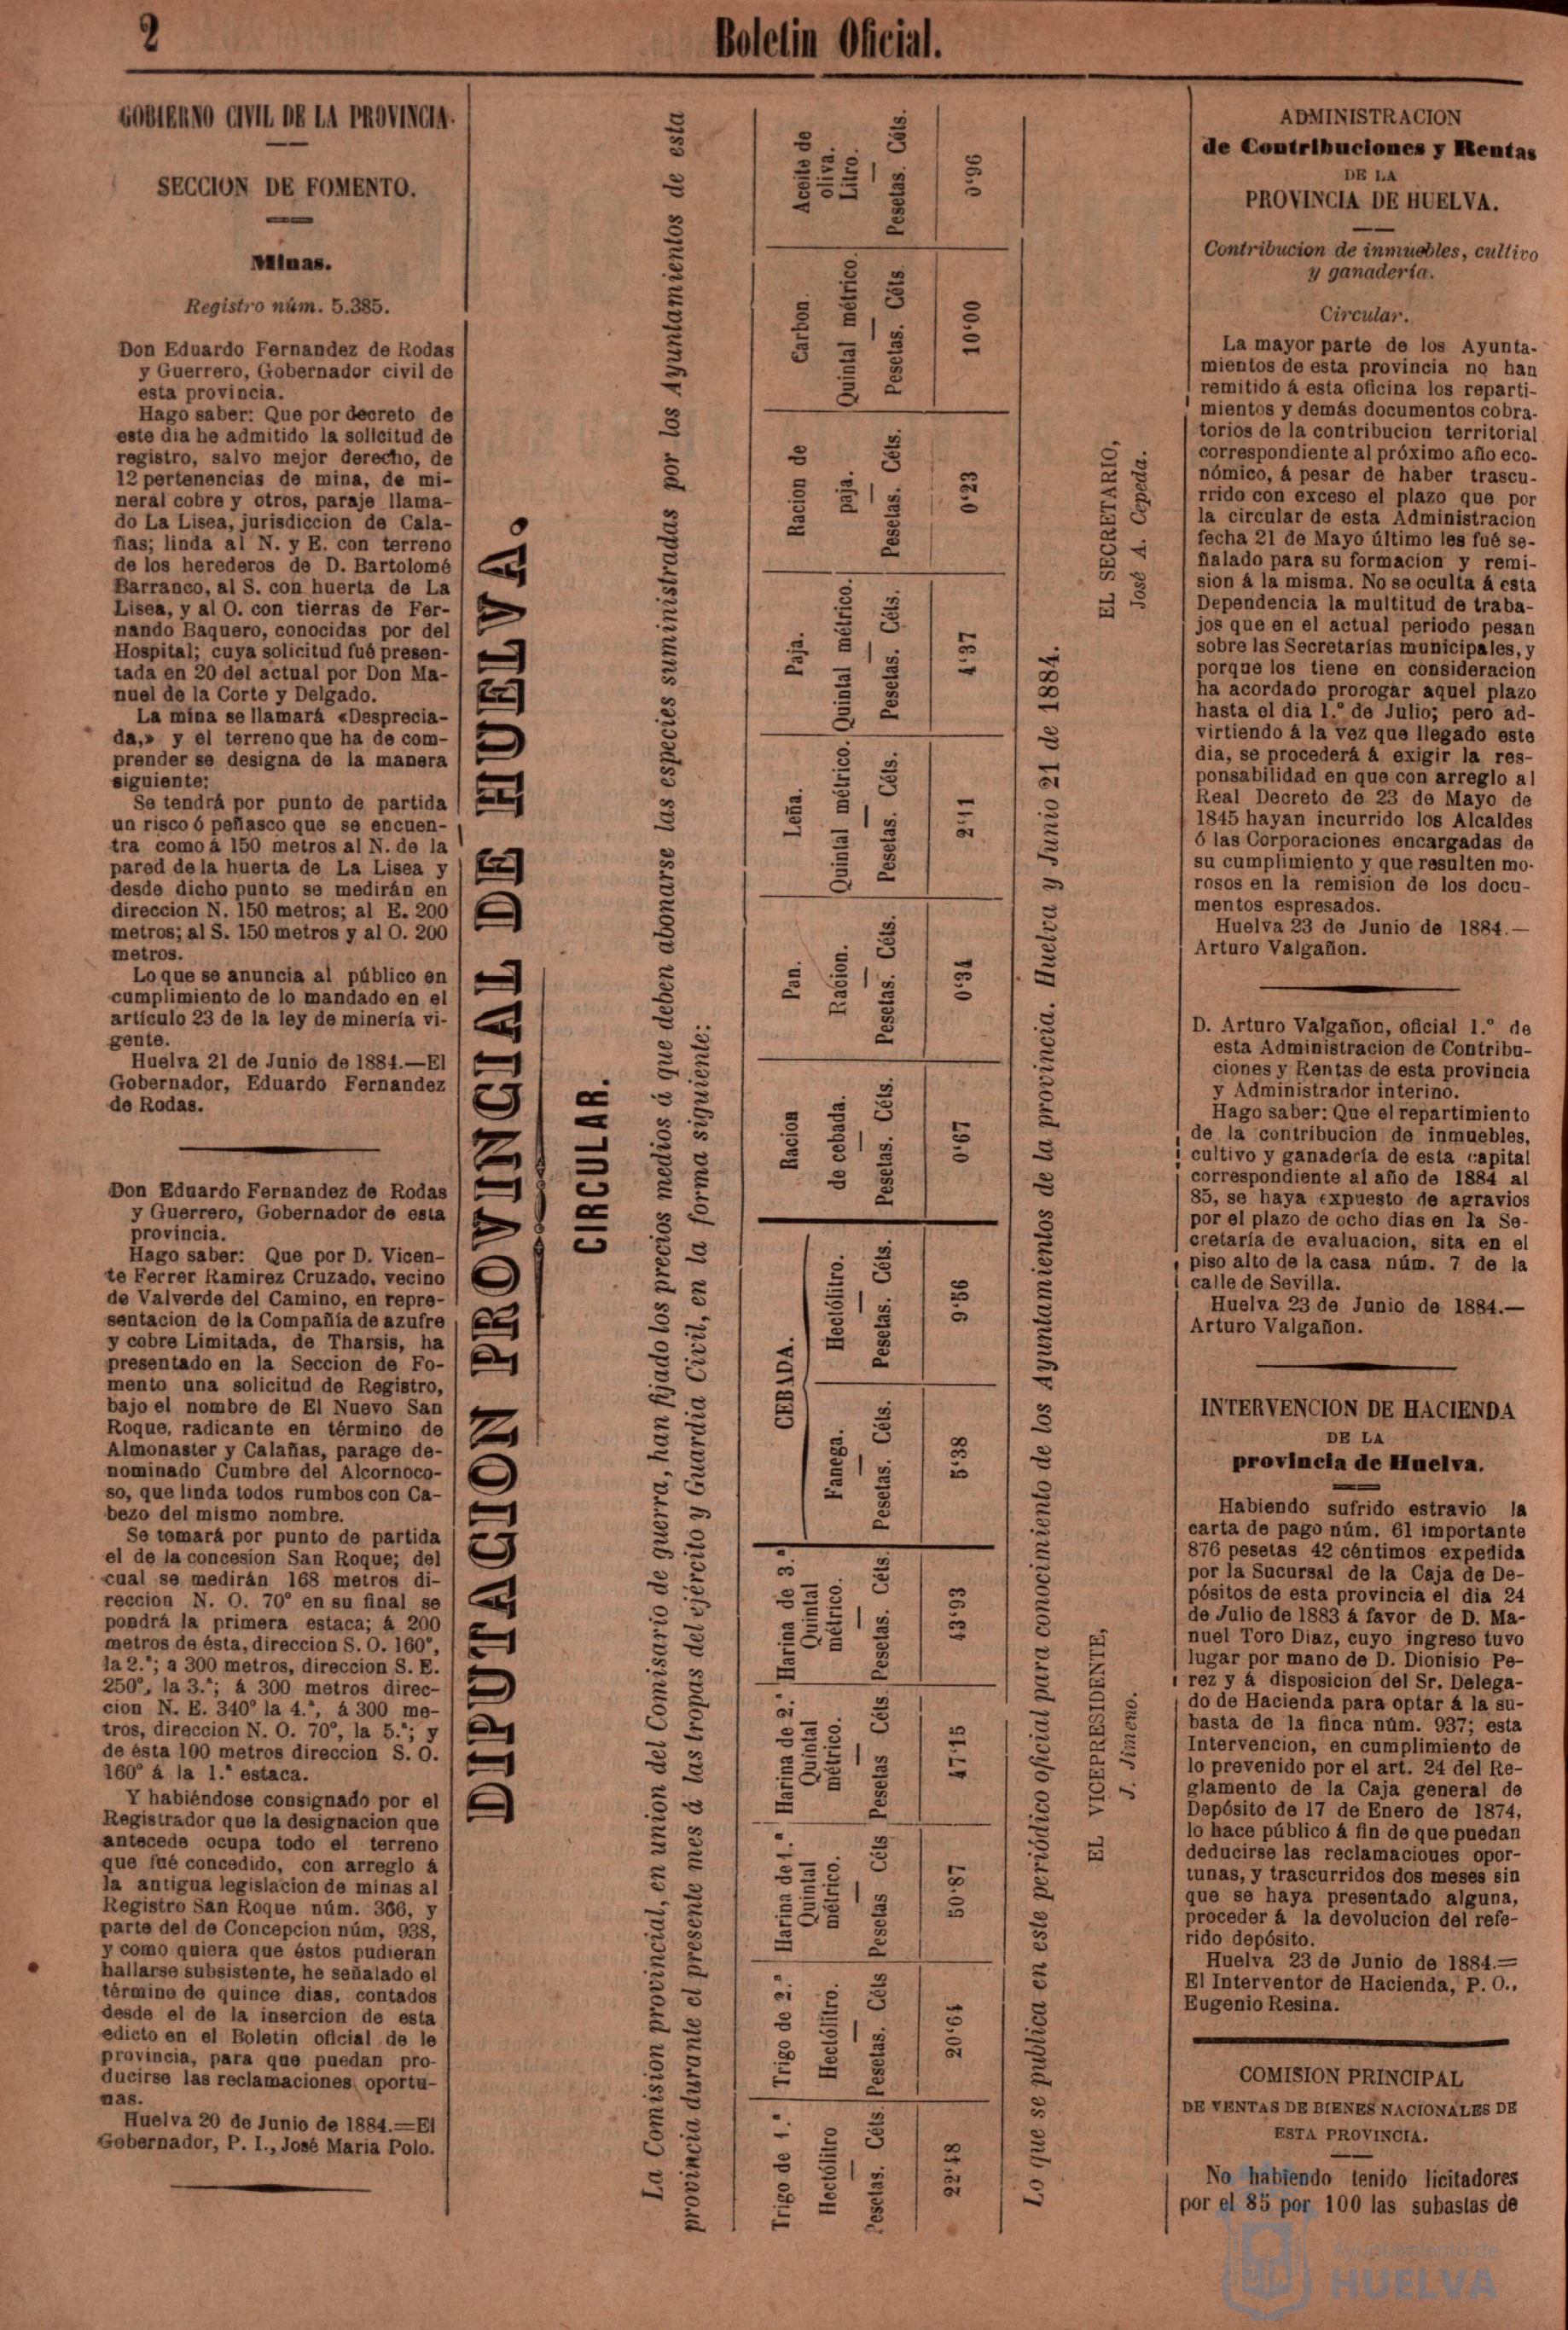 2
Boletin Oficial.
GOBIERNO CIVIL DE LA PROVINCIA.
SECCION DE FOMENTO.
Minas.
Registro núm. 5.385.
Don Eduardo Fernandez de Rodas
y Guerrero, Gobernador civil de
esta provincia.
Hago saber: Que por decreto de
este dia he admitido la solicitud de
registro, salvo mejor derecho, de
12 pertenencias de mina, de mi-
neral cobre y otros, paraje llama-
do La Lisea, jurisdiccion de Cala-
ñas; linda al N. y E. con terreno
de los herederos de D. Bartolomé
Barranco, al S. con huerta de La
Lisea, y al O. con tierras de Fer-
nando Baquero, conocidas por del
Hospital; cuya solicitud fué presen-
tada en 20 del actual por Don Ma-
nuel de la Corte y Delgado.
La mina se llamará «Desprecia-
da,» y el terreno que ha de com-
prender se designa de la manera
siguiente:
Se tendrá por punto de partida
un risco ó peñasco que se encuen-
tra como á 150 metros al N. de la
pared de la huerta de La Lisea y
desde dicho punto se medirán en
direccion N. 150 metros; al E. 200
metros; al S. 150 metros y al O. 200
metros.
Lo que se anuncia al público en
cumplimiento de lo mandado en el
artículo 23 de la ley de minería vi-
gente.
Huelva 21 de Junio de 1884.—El
Gobernador, Eduardo Fernandez
de Rodas.
Don Eduardo Fernandez de Rodas
y Guerrero, Gobernador de esta
provincia.
Hago saber: Que por D. Vicen-
te Ferrer Ramirez Cruzado, vecino
de Valverde del Camino, en repre-
sentacion de la Compañía de azufre
y cobre Limitada, de Tharsis, ha
presentado en la Seccion de Fo-
mento una solicitud de Registro,
bajo el nombre de El Nuevo San
Roque, radicante en término de
Almonaster y Calañas, parage de-
nominado Cumbre del Alcornoco-
so, que linda todos rumbos con Ca-
bezo del mismo nombre.
Se tomará por punto de partida
el de la concesion San Roque; del
cual se medirán 168 metros di-
reccion N. O. 70° en su final se
pondrá la primera estaca; á 200
metros de ésta, direccion S. O. 160°,
la 2.ª; a 300 metros, direccion S. E.
250°, la 3.ª; á 300 metros direc-
cion N. E. 340° la 4.ª, á 300 me-
tros, direccion N. O. 70°, la 5.ª; y
de ésta 100 metros direccion S. O.
160° á la 1.ª estaca.
Y habiéndose consignado por el
Registrador que la designacion que
antecede ocupa todo el terreno
que fué concedido, con arreglo á
la antigua legislacion de minas al
Registro San Roque núm. 366, y
parte del de Concepcion núm, 938,
y como quiera que éstos pudieran
hallarse subsistente, he señalado el
término de quince dias, contados
desde el de la insercion de esta
edicto en el Boletin oficial de le
provincia, para que puedan pro-
ducirse las reclamaciones oportu-
nas.
Huelva 20 de Junio de 1884.=El
Gobernador, P. I., José Maria Polo.
DIPUTACION PROVINCIAL DE HUELVA.
CIRCULAR.
La Comision provincial, en union del Comisario de guerra, han fijado los precios medios á que deben abonarse las especies suministradas por los Ayuntamientos de esta
provincia durante el presente mes á las tropas del ejército y Guardia Civil, en la forma siguiente:
Trigo de 1.ª
Hectólitro
Pesetas. Céts.
22'48
Trigo de 2.ª
Hectólitro.
Pesetas. Céts
20'64
Harina de 1.ª
Quintal
métrico.
Pesetas Céts
50'87
Harina de 2.ª
Quintal
métrico.
Pesetas Céts.
47'15
Harina de 3.ª
Quintal
métrico.
Pesetas. Céts.
43'93
CEBADA.
Fanega.
Pesetas. Céts.
5'38
Hectólitro.
Pesetas. Céts.
9'56
Racion
de cebada.
Pesetas. Céts.
0'67
Pan.
Racion.
Pesetas. Céts.
0'34
Leña.
Quintal métrico.
Pesetas. Céts.
2'11
Paja.
Quintal métrico.
Pesetas. Céts.
4'37
Racion de
paja.
Pesetas. Céts.
0'23
Carbon
Quintal métrico.
Pesetas. Céts
10'00
Aceite de
oliva.
Litro.
Pesetas. Céts.
0'96
Lo que se publica en este periódico oficial para conocimiento de los Ayuntamientos de la provincia. Huelva y Junio 21 de 1884.
EL VICEPRESIDENTE,
J. Jimeno.
EL SECRETARIO,
José A. Cepeda.
ADMINISTRACION
de Contribuciones y Rentas
DE LA
PROVINCIA DE HUELVA.
Contribucion de inmuebles, cultivo
y ganadería.
Circular.
La mayor parte de los Ayunta-
mientos de esta provincia no han
remitido á esta oficina los reparti-
mientos y demás documentos cobra-
torios de la contribucion territorial
correspondiente al próximo año eco-
nómico, á pesar de haber trascu-
rrido con exceso el plazo que por
la circular de esta Administracion
fecha 21 de Mayo último les fué se-
ñalado para su formacion y remi-
sion á la misma. No se oculta á esta
Dependencia la multitud de traba-
jos que en el actual periodo pesan
sobre las Secretarías municipales, y
porque los tiene en consideracion
ha acordado prorogar aquel plazo
hasta el dia 1.º de Julio; pero ad-
virtiendo á la vez que llegado este
dia, se procederá á exigir la res-
ponsabilidad en que con arreglo al
Real Decreto de 23 de Mayo de
1845 hayan incurrido los Alcaldes
ó las Corporaciones encargadas de
su cumplimiento y que resulten mo-
rosos en la remision de los docu-
mentos espresados.
Huelva 23 de Junio de 1884.—
Arturo Valgañon.
D. Arturo Valgañon, oficial 1.º de
esta Administracion de Contribu-
ciones y Rentas de esta provincia
y Administrador interino.
Hago saber: Que el repartimiento
de la contribucion de inmuebles,
cultivo y ganadería de esta capital
correspondiente al año de 1884 al
85, se haya expuesto de agravios
por el plazo de ocho dias en la Se-
cretaría de evaluacion, sita en el
piso alto de la casa núm. 7 de la
calle de Sevilla.
Huelva 23 de Junio de 1884.—
Arturo Valgañon.
INTERVENCION DE HACIENDA
DE LA
provincia de Huelva.
Habiendo sufrido estravio la
carta de pago núm. 61 importante
876 pesetas 42 céntimos expedida
por la Sucursal de la Caja de De-
pósitos de esta provincia el dia 24
de Julio de 1883 á favor de D. Ma-
nuel Toro Diaz, cuyo ingreso tuvo
lugar por mano de D. Dionisio Pe-
rez y á disposicion del Sr. Delega-
do de Hacienda para optar á la su-
basta de la finca núm. 937; esta
Intervencion, en cumplimiento de
lo prevenido por el art. 24 del Re-
glamento de la Caja general de
Depósito de 17 de Enero de 1874,
lo hace público á fin de que puedan
deducirse las reclamacioues opor-
tunas, y trascurridos dos meses sin
que se haya presentado alguna,
proceder á la devolucion del refe-
rido depósito.
Huelva 23 de Junio de 1884.=
El Interventor de Hacienda, P. O.,
Eugenio Resina.
COMISION PRINCIPAL
DE VENTAS DE BIENES NACIONALES DE
ESTA PROVINCIA.
No habiendo tenido licitadores
por el 85 por 100 las subastas de
Ayuntamiento de
HUELVA